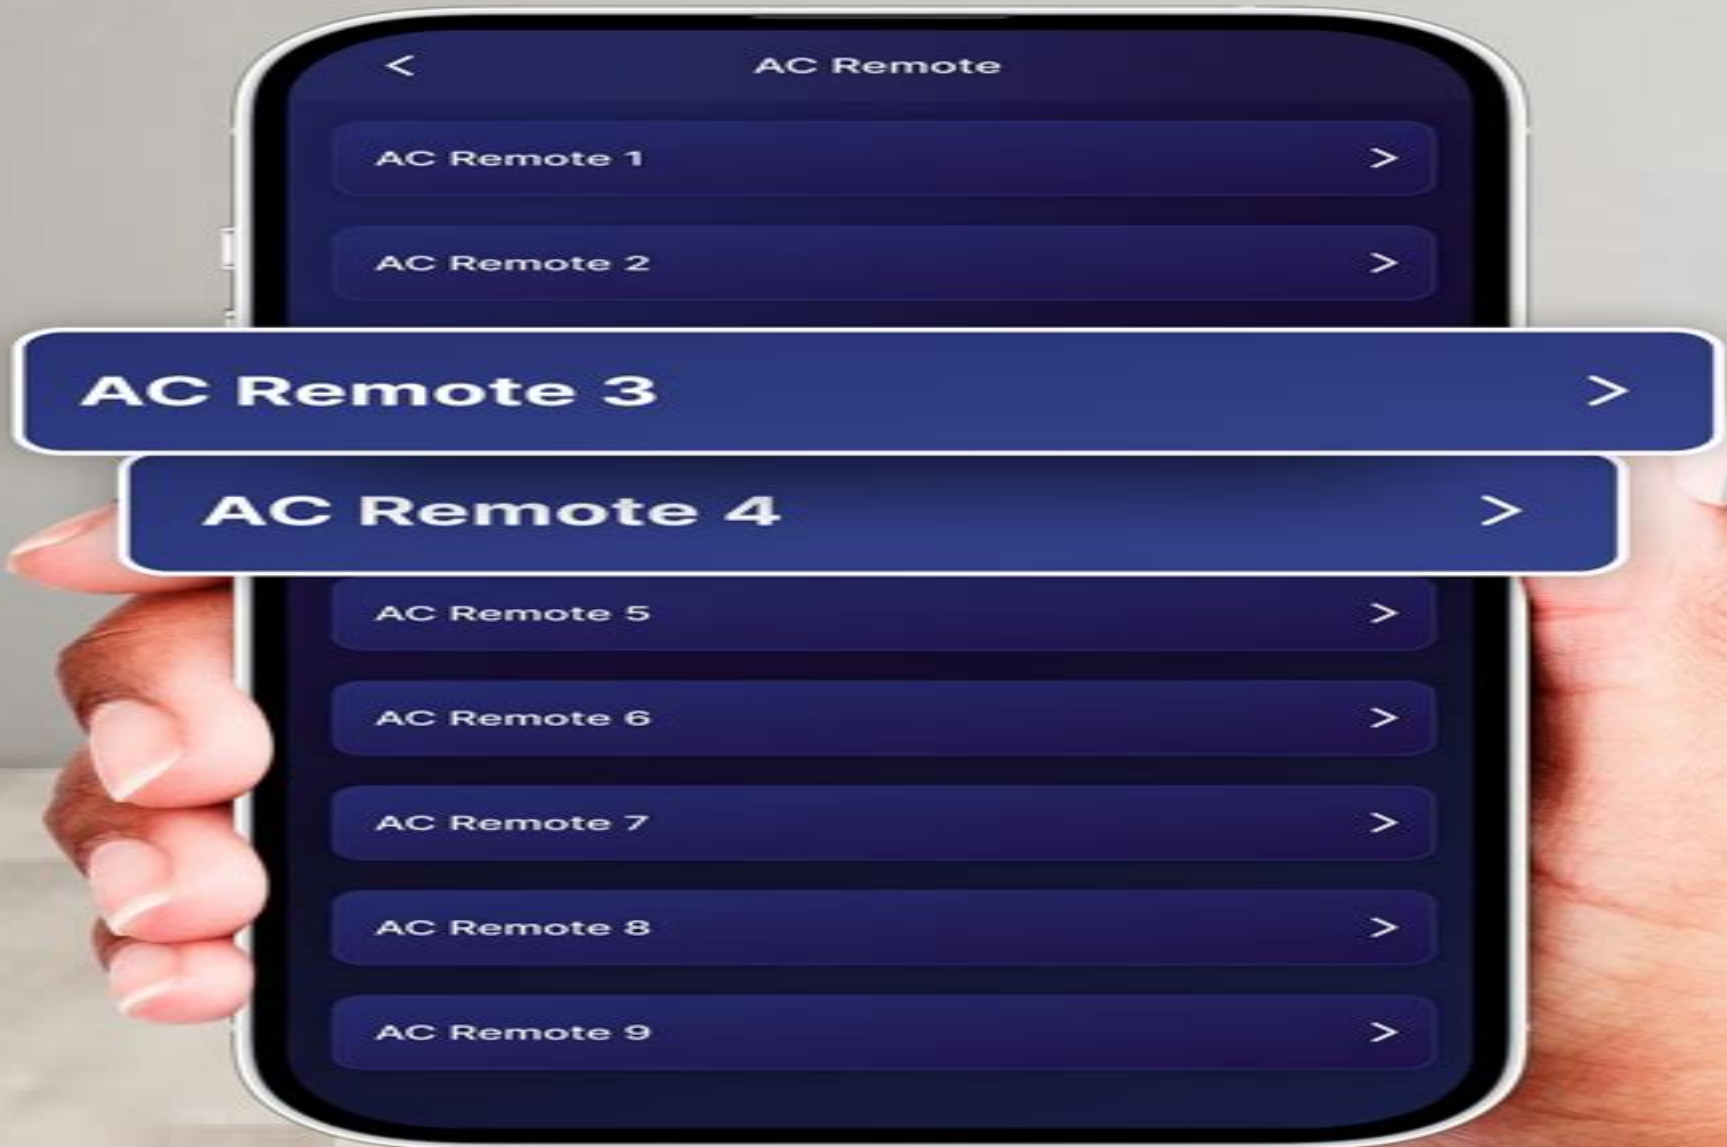 AC Remote
AC Remote 1
AC Remote 2
AC Remote 3
AC Remote 4
AC Remote 5
AC Remote 6
AC Remote 7
AC Remote 8
AC Remote 9